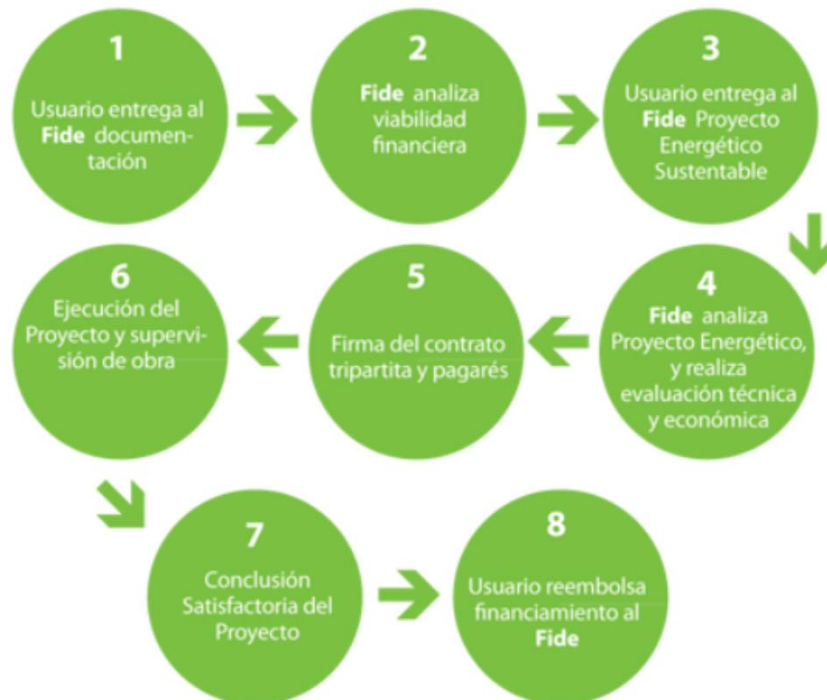 1
Usuario entrega al
Fide documen-
tación
2
Fide analiza
viabilidad
financiera
3
Usuario entrega al
Fide Proyecto
Energético
Sustentable
4
Fide analiza
Proyecto Energético,
y realiza
evaluación técnica
y económica
5
Firma del contrato
tripartita y pagarés
6
Ejecución del
Proyecto y supervi-
sión de obra
7
Conclusión
Satisfactoria del
Proyecto
8
Usuario reembolsa
financiamiento al
Fide